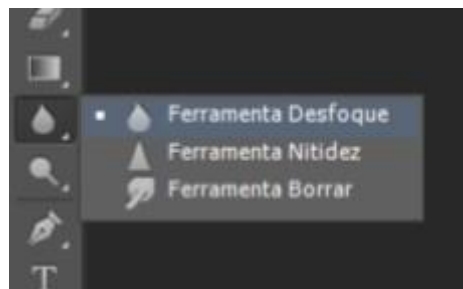 Ferramenta Desfoque
Ferramenta Nitidez
Ferramenta Borrar
T